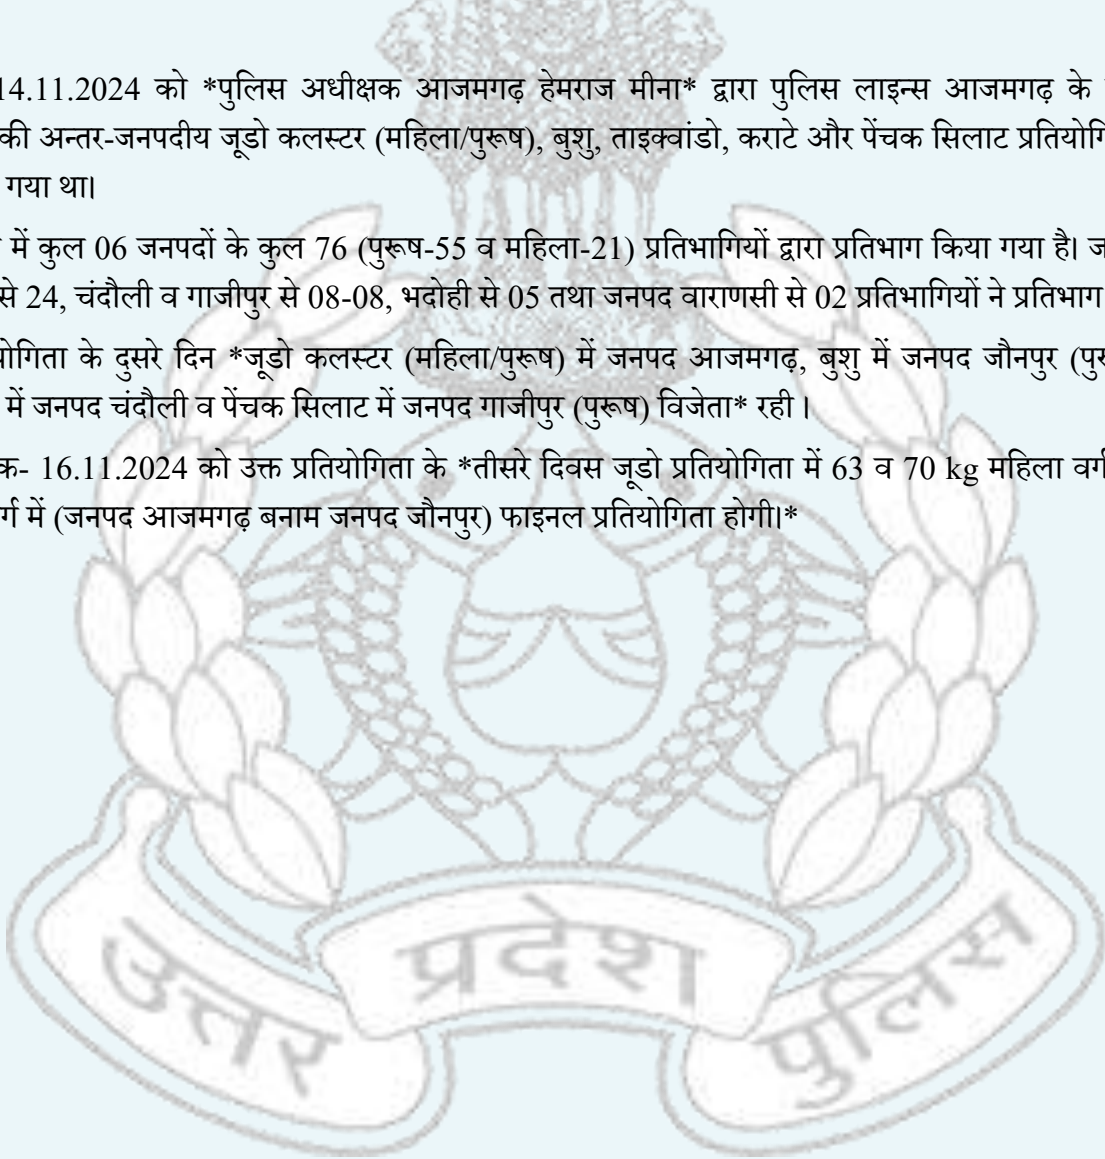 14.11.2024 को *पुलिस अधीक्षक आजमगढ़ हेमराज मीना* द्वारा पुलिस लाइन्स आजमगढ़ के
की अन्तर-जनपदीय जूडो कलस्टर (महिला/पुरूष), बुशु, ताइक्वांडो, कराटे और पेंचक सिलाट प्रतियोगि
गया था।
में कुल 06 जनपदों के कुल 76 (पुरूष-55 व महिला-21) प्रतिभागियों द्वारा प्रतिभाग किया गया है। ज
से 24, चंदौली व गाजीपुर से 08-08, भदोही से 05 तथा जनपद वाराणसी से 02 प्रतिभागियों ने प्रतिभाग
योगिता के दुसरे दिन *जूडो कलस्टर (महिला/पुरूष) में जनपद आजमगढ़, बुशु में जनपद जौनपुर (पुरू
में जनपद चंदौली व पेंचक सिलाट में जनपद गाजीपुर (पुरूष) विजेता* रही ।
क- 16.11.2024 को उक्त प्रतियोगिता के *तीसरे दिवस जूडो प्रतियोगिता में 63 व 70 kg महिला वर्ग
र्ग में (जनपद आजमगढ़ बनाम जनपद जौनपुर) फाइनल प्रतियोगिता होगी।*
उत्तर प्रदेश पुलिस